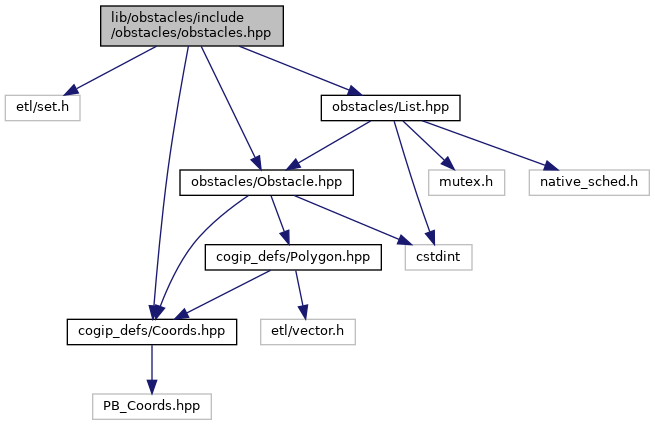 lib/obstacles/include
/obstacles/obstacles.hpp
etl/set.h
obstacles/List.hpp
obstacles/Obstacle.hpp
mutex.h
native_sched.h
cogip_defs/Polygon.hpp
cstdint
cogip_defs/Coords.hpp
etl/vector.h
PB_Coords.hpp